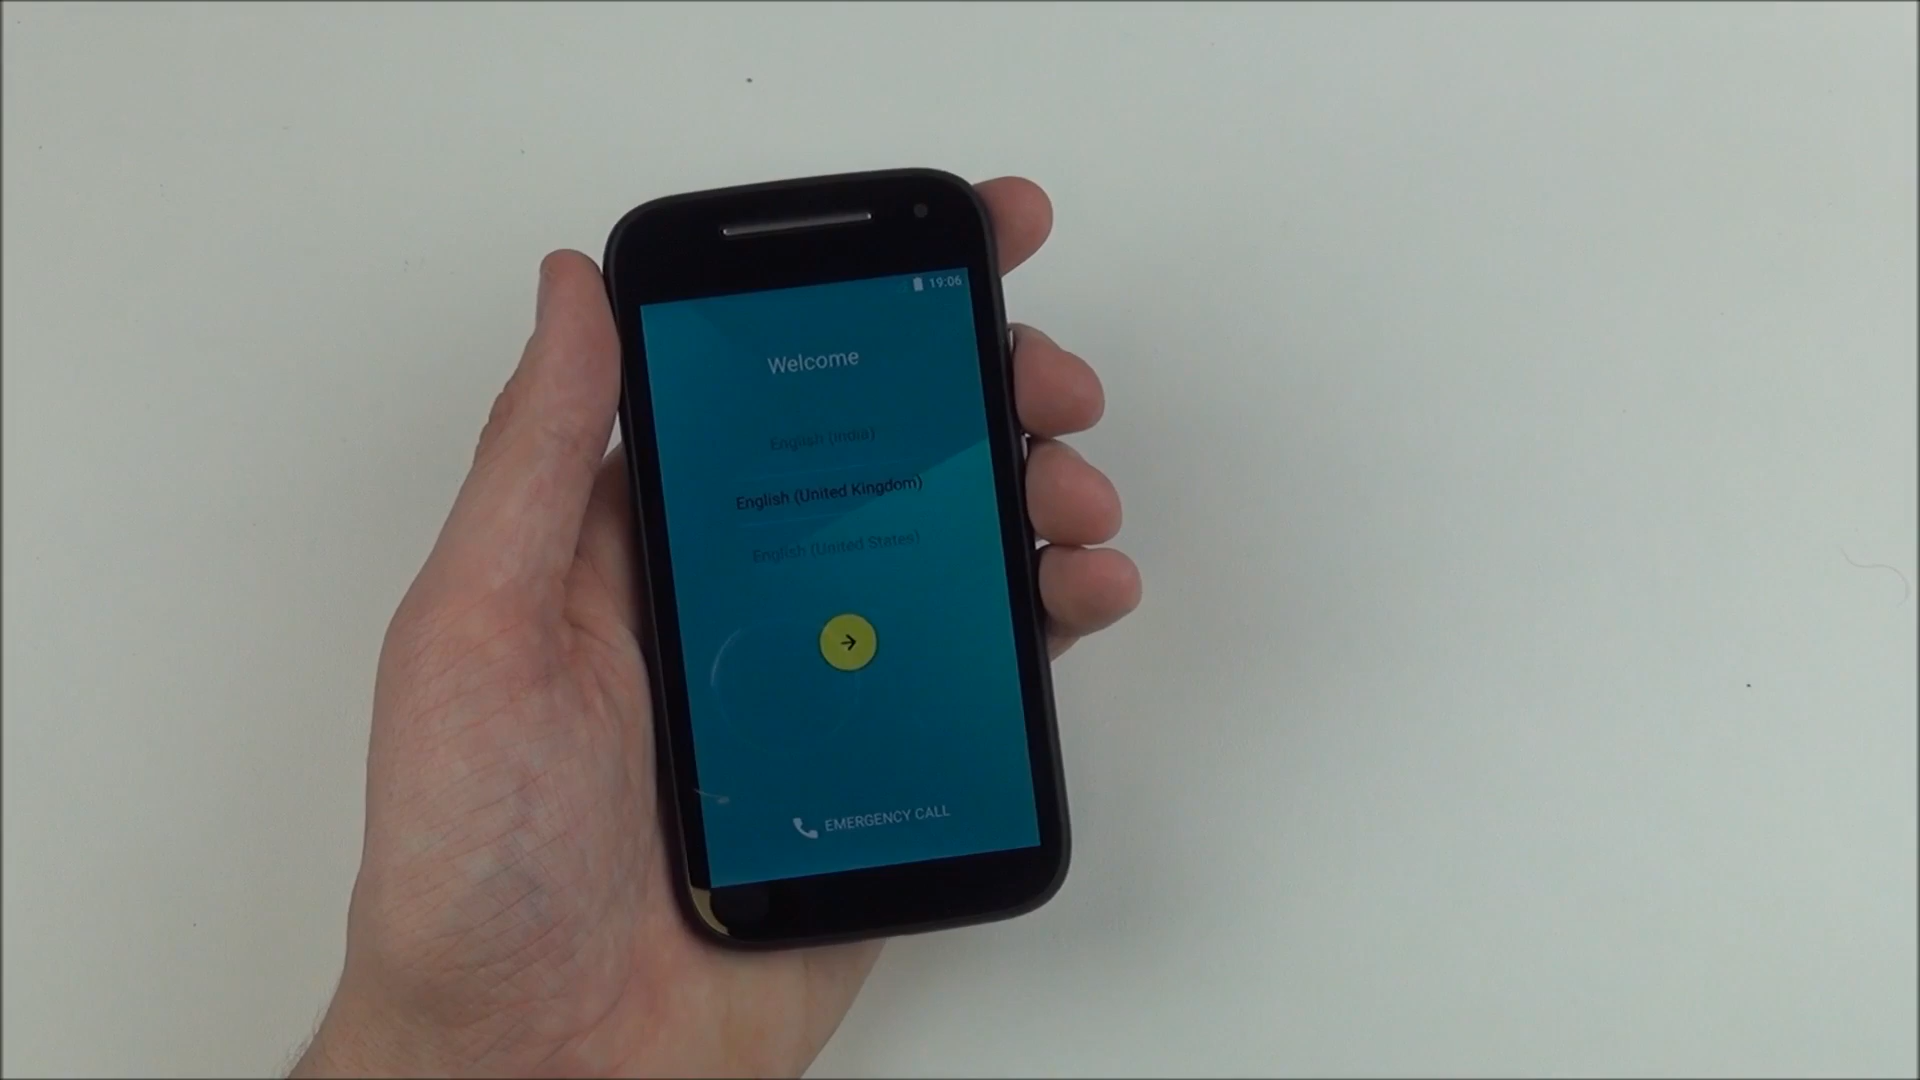 19:06
Welcome
English (India)
English (United Kingdom)
English (United States)
EMERGENCY CALL